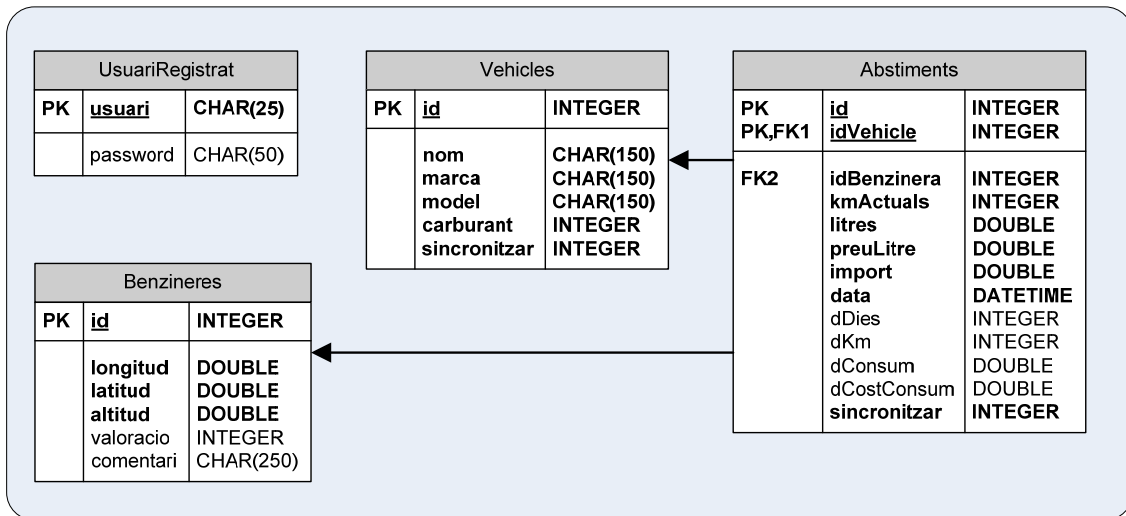 UsuariRegistrat
PK usuari CHAR(25)
password CHAR(50)
Vehicles
PK id INTEGER
nom CHAR(150)
marca CHAR(150)
model CHAR(150)
carburant INTEGER
sincronitzar INTEGER
Abstiments
PK id INTEGER
PK,FK1 idVehicle INTEGER
FK2 idBenzinera INTEGER
kmActuals INTEGER
litres DOUBLE
preuLitre DOUBLE
import DOUBLE
data DATETIME
dDies INTEGER
dKm INTEGER
dConsum DOUBLE
dCostConsum DOUBLE
sincronitzar INTEGER
Benzineres
PK id INTEGER
longitud DOUBLE
latitud DOUBLE
altitud DOUBLE
valoracio INTEGER
comentari CHAR(250)